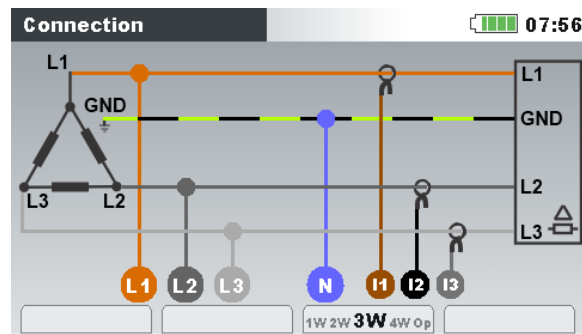 Connection 07:56
L1 L1
GND GND
L3 L2 L2
L3
L1 L2 L3 N I1 I2 I3
1W 2W 3W 4W Op